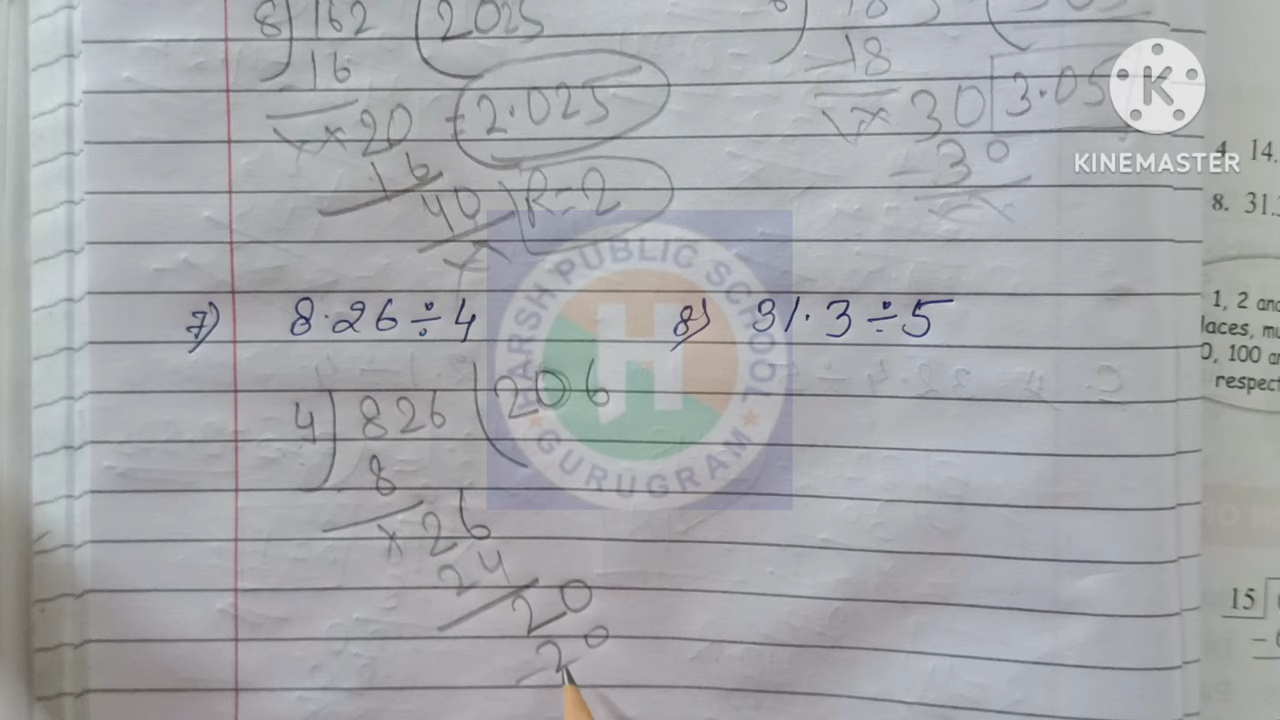 8) 162 ( 2025
16
××20 = 2.025
16
40 R=2
×
18
××30 3.05
-30
××
KINEMASTER
4. 14.
8. 31.
7) 8.26÷4
8) 31.3÷5
HARSH PUBLIC SCHOOL
GURUGRAM
H
4) 826 ( 206
8
×26
24
20
20
1, 2 and
laces, mu
0, 100 an
respect
15